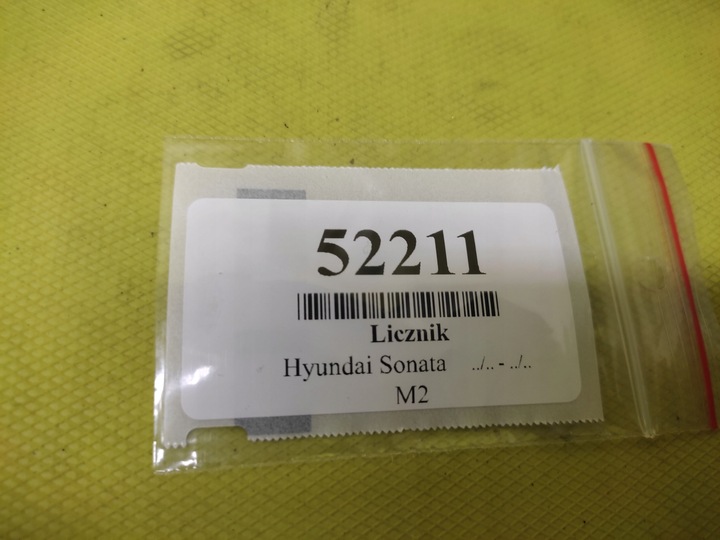 52211
Licznik
Hyundai Sonata ../.. - ../..
M2